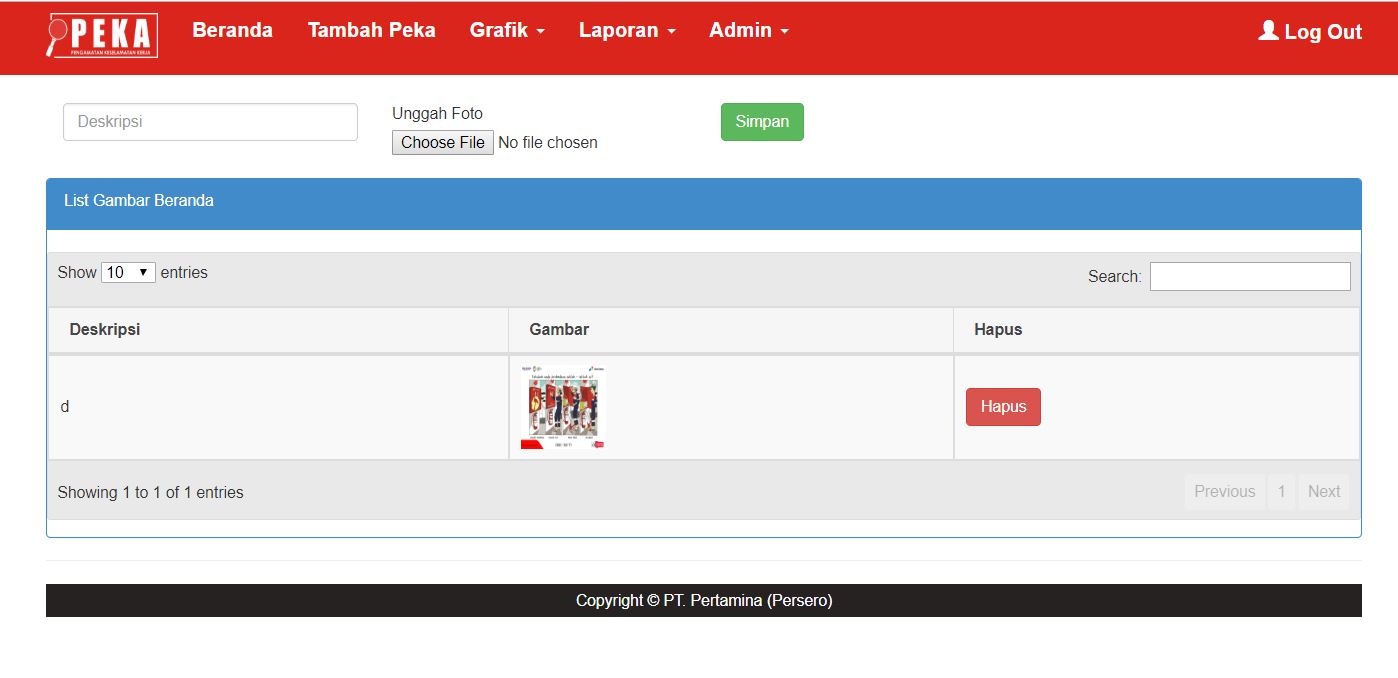 PEKA
PENGAMATAN KESELAMATAN KERJA
Beranda Tambah Peka Grafik Laporan Admin Log Out
Deskripsi
Unggah Foto
Choose File No file chosen
Simpan
List Gambar Beranda
Show 10 entries
Search:
Deskripsi Gambar Hapus
d Hapus
Showing 1 to 1 of 1 entries
Previous 1 Next
Copyright © PT. Pertamina (Persero)